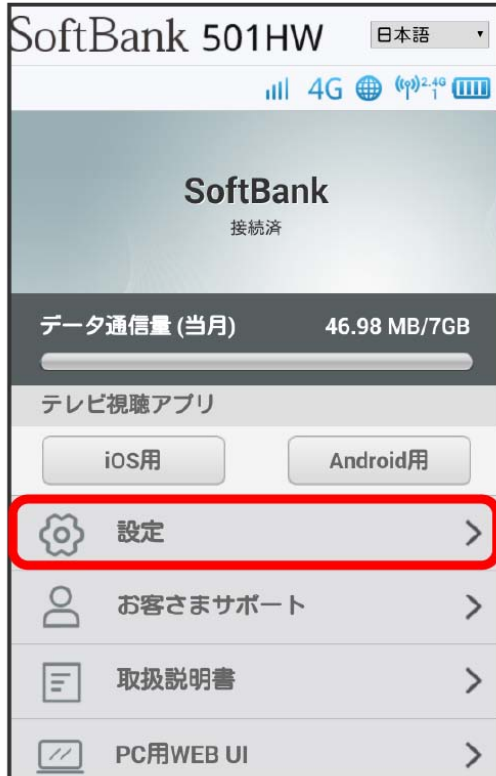 SoftBank 501HW 日本語
4G 2.4G 1
SoftBank
接続済
データ通信量 (当月) 46.98 MB/7GB
テレビ視聴アプリ
iOS用 Android用
設定
お客さまサポート
取扱説明書
PC用WEB UI